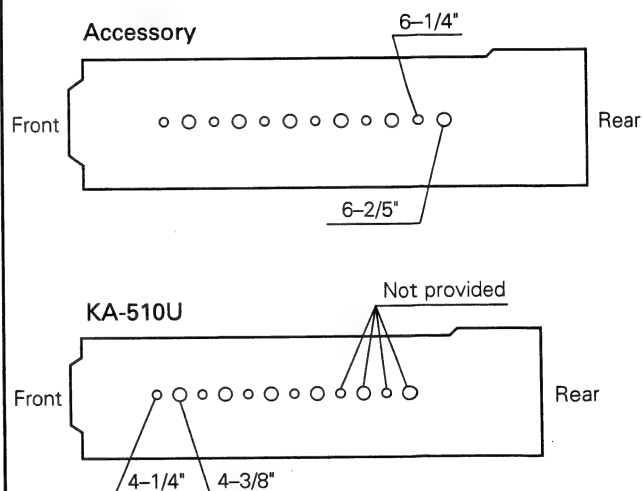 Accessory
6–1/4"
Front
Rear
6–2/5"
KA-510U
Not provided
Front
Rear
4–1/4"
4–3/8"